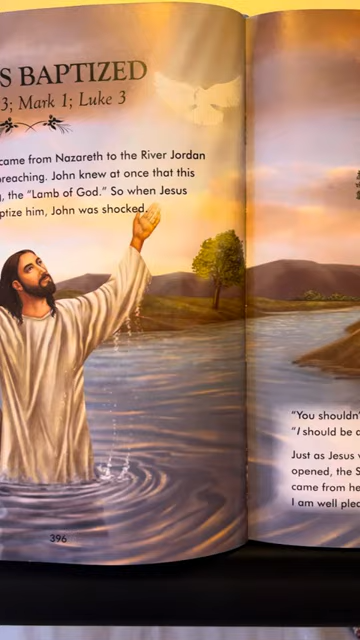 S BAPTIZED
3; Mark 1; Luke 3
came from Nazareth to the River Jordan
preaching. John knew at once that this
, the “Lamb of God.” So when Jesus
ptize him, John was shocked.
396
“You shouldn’
“I should be
Just as Jesus
opened, the S
came from he
I am well plea